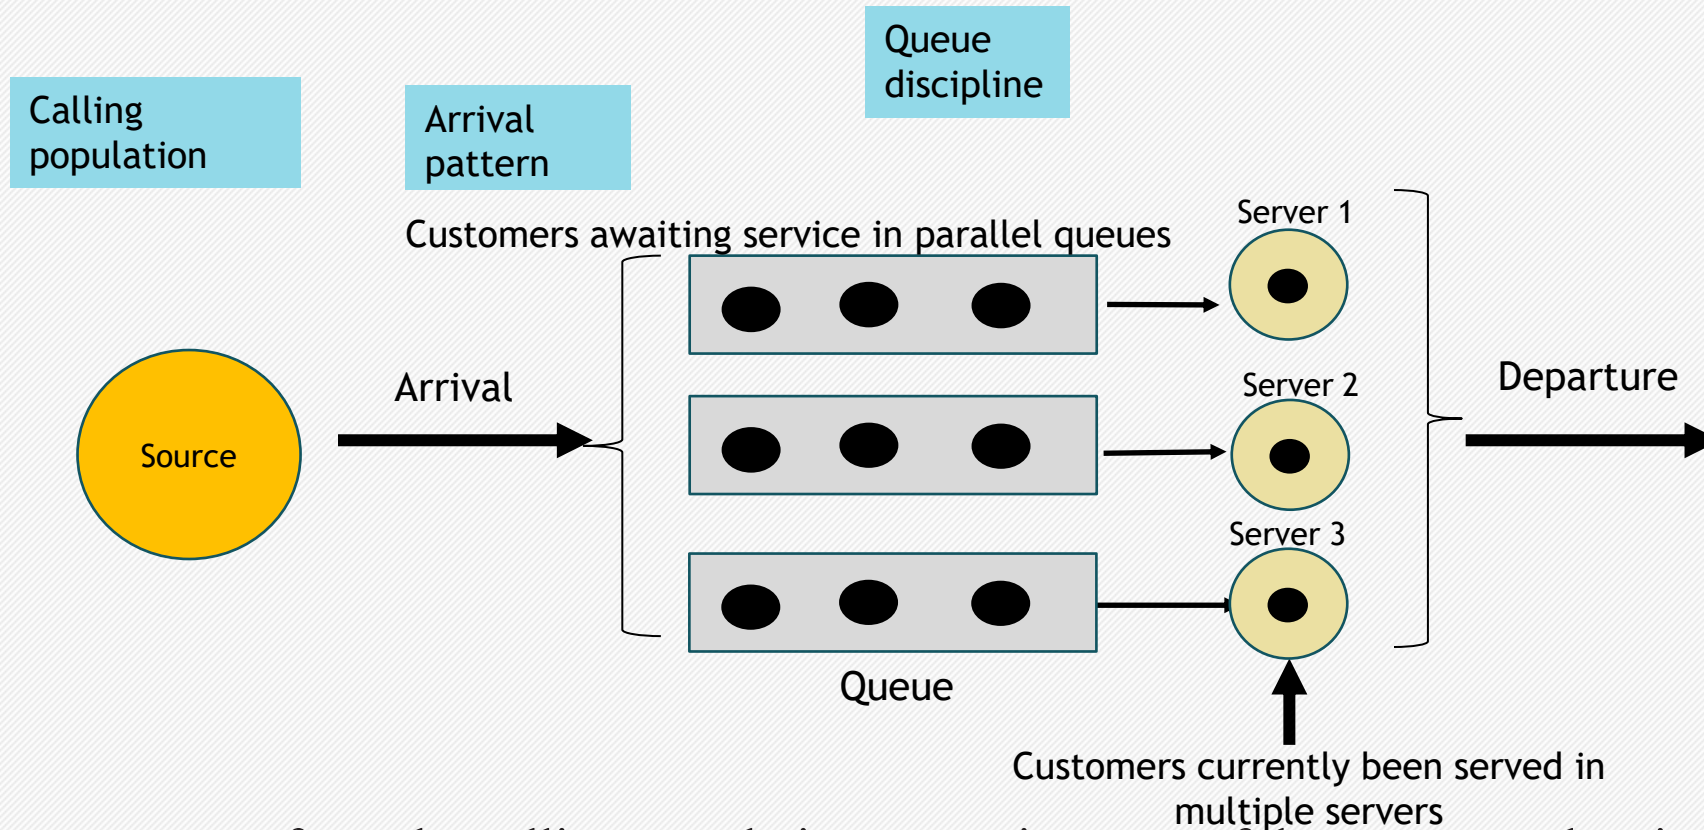 Queue
discipline
Calling
population
Arrival
pattern
Customers awaiting service in parallel queues
Server 1
Arrival
Server 2
Departure
Source
Server 3
Queue
Customers currently been served in
multiple servers